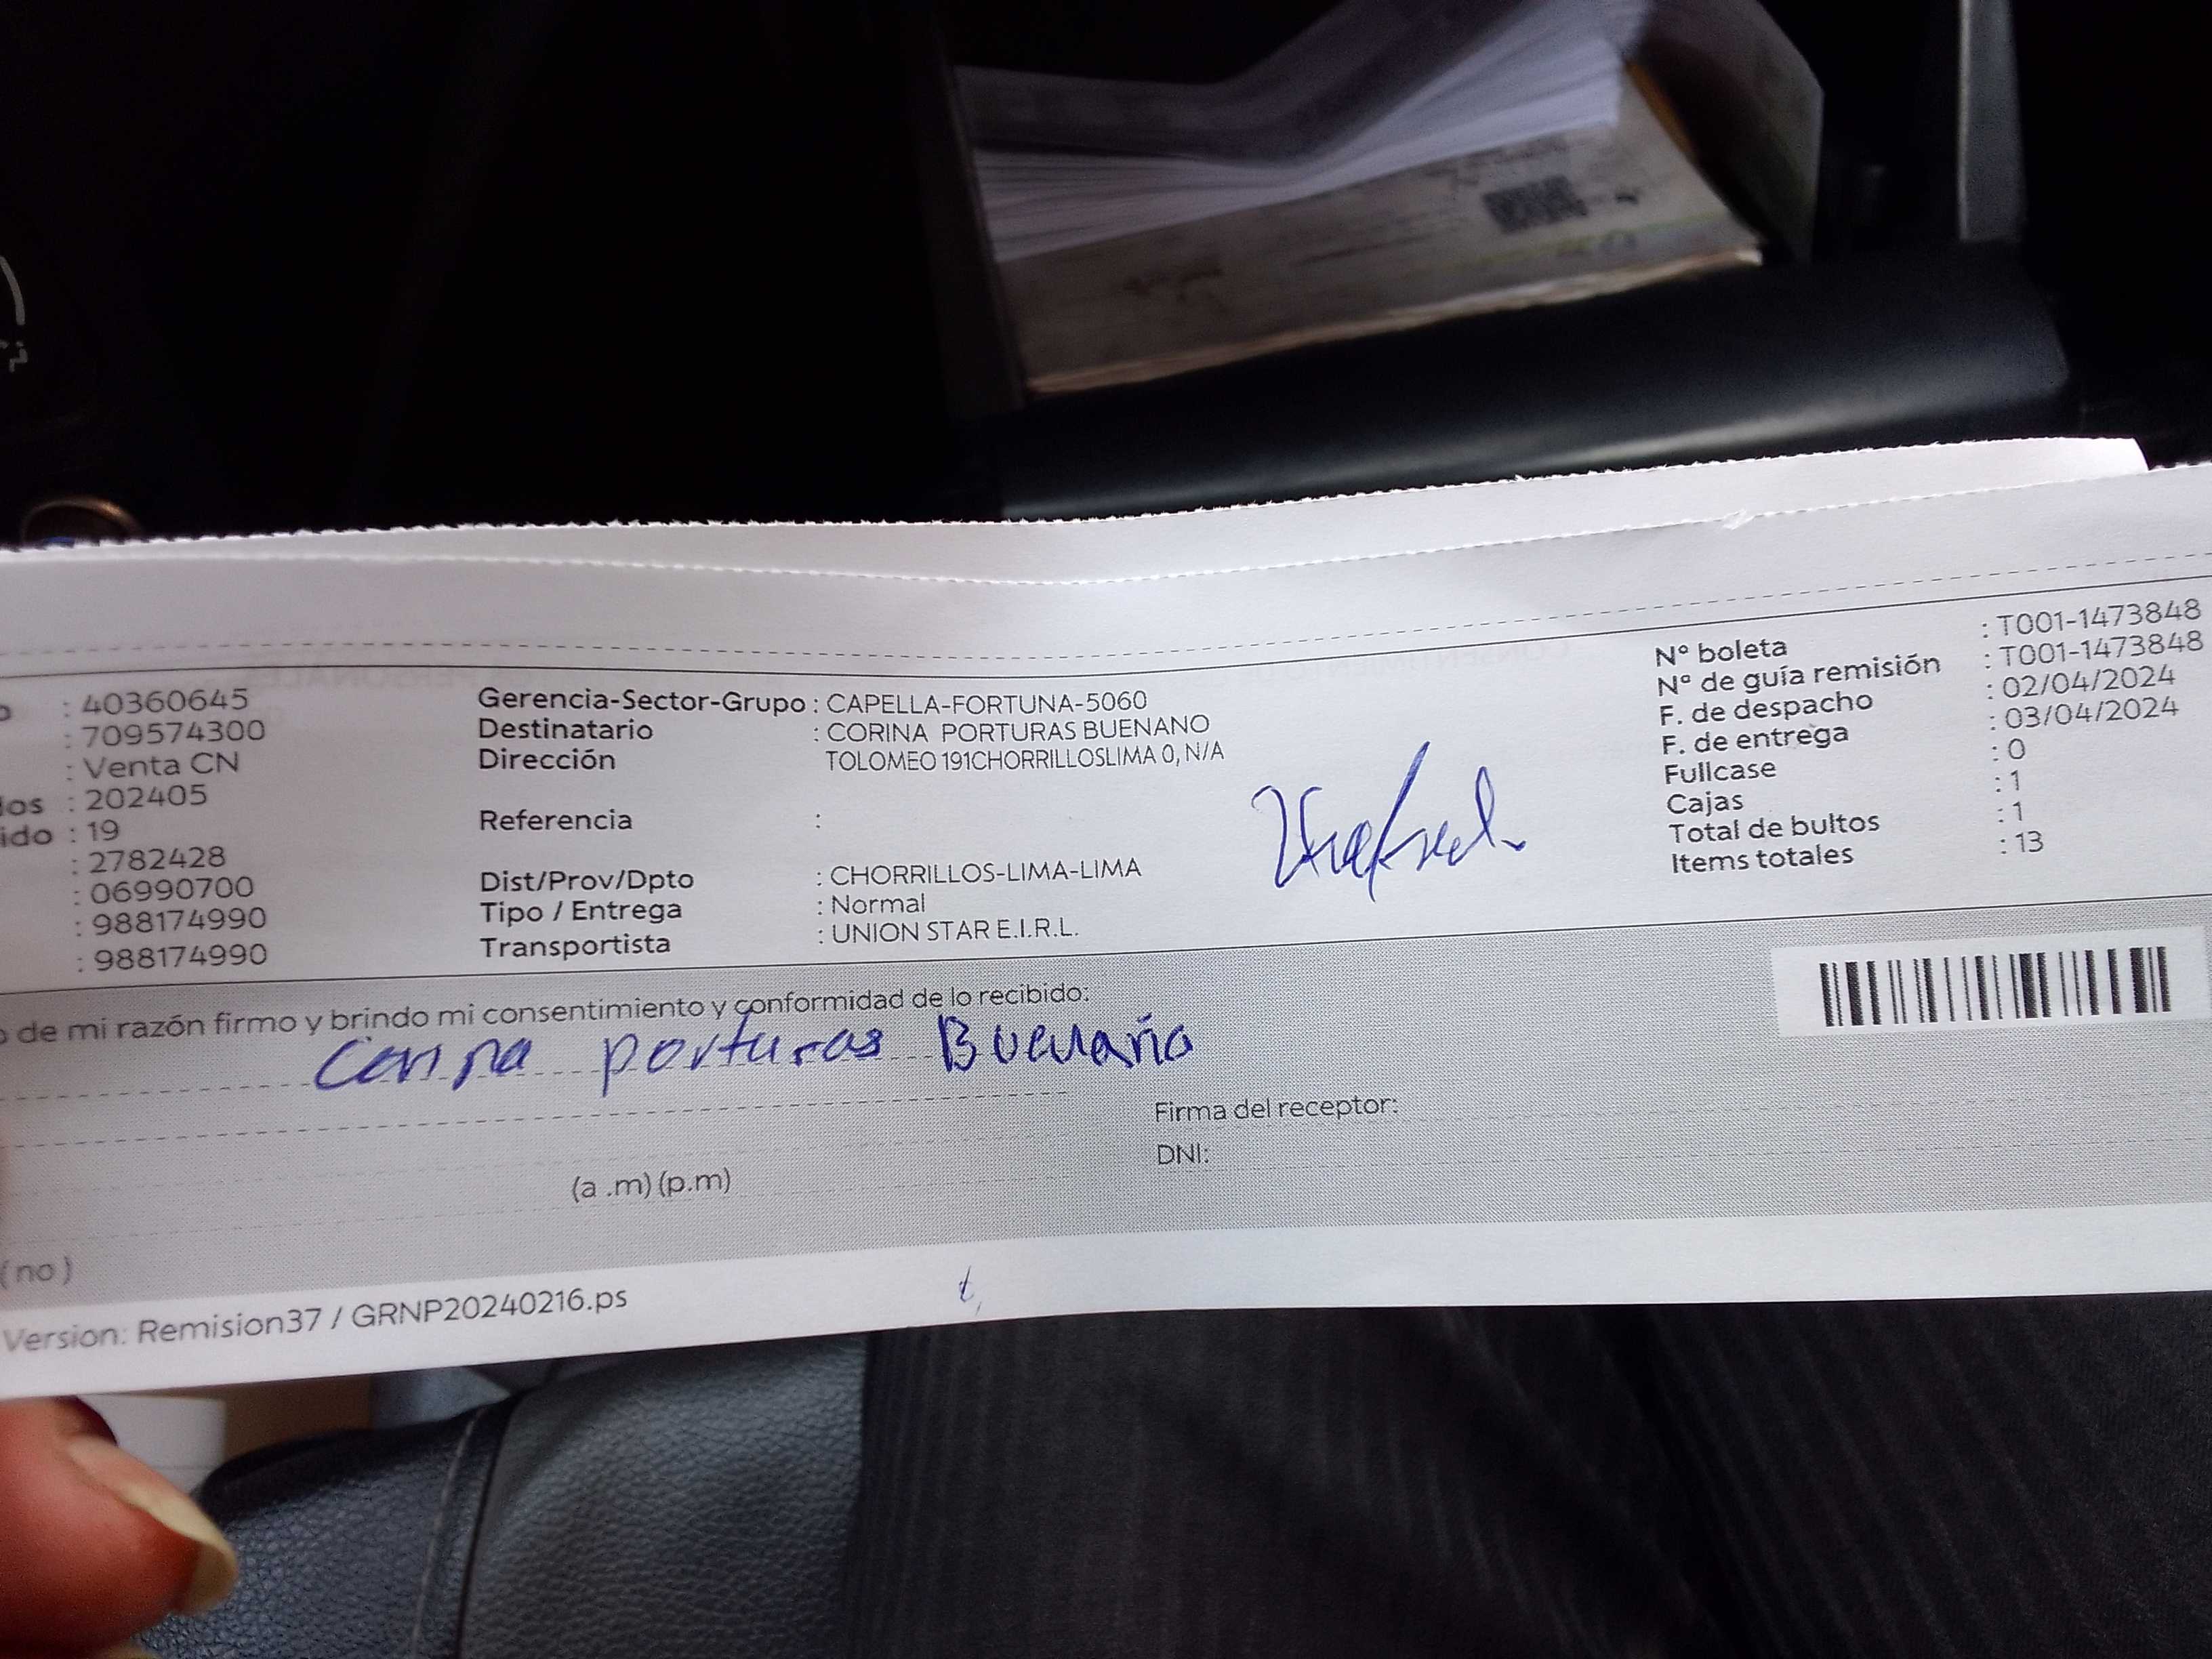 o : 40360645
: 709574300
: Venta CN
los : 202405
ido : 19
: 2782428
: 06990700
: 988174990
: 988174990
Gerencia-Sector-Grupo : CAPELLA-FORTUNA-5060
Destinatario : CORINA PORTURAS BUENANO
Dirección TOLOMEO 191CHORRILLOSLIMA 0, N/A
Referencia :
Dist/Prov/Dpto : CHORRILLOS-LIMA-LIMA
Tipo / Entrega : Normal
Transportista : UNION STAR E.I.R.L.
N° boleta : T001-1473848
N° de guía remisión : T001-1473848
F. de despacho : 02/04/2024
F. de entrega : 03/04/2024
Fullcase : 0
Cajas : 1
Total de bultos : 1
Items totales : 13
o de mi razón firmo y brindo mi consentimiento y conformidad de lo recibido:
Corina porturas Buenaño
Firma del receptor:
DNI:
(a .m) (p.m)
(no)
Version: Remision37 / GRNP20240216.ps